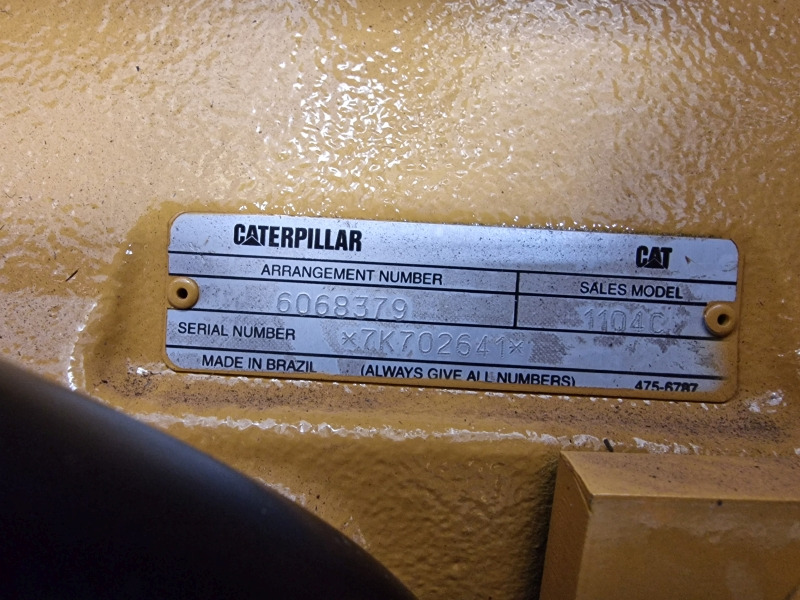 CATERPILLAR CAT
ARRANGEMENT NUMBER SALES MODEL
6068379 1104C
SERIAL NUMBER *7K702641*
MADE IN BRAZIL (ALWAYS GIVE ALL NUMBERS) 475-6787